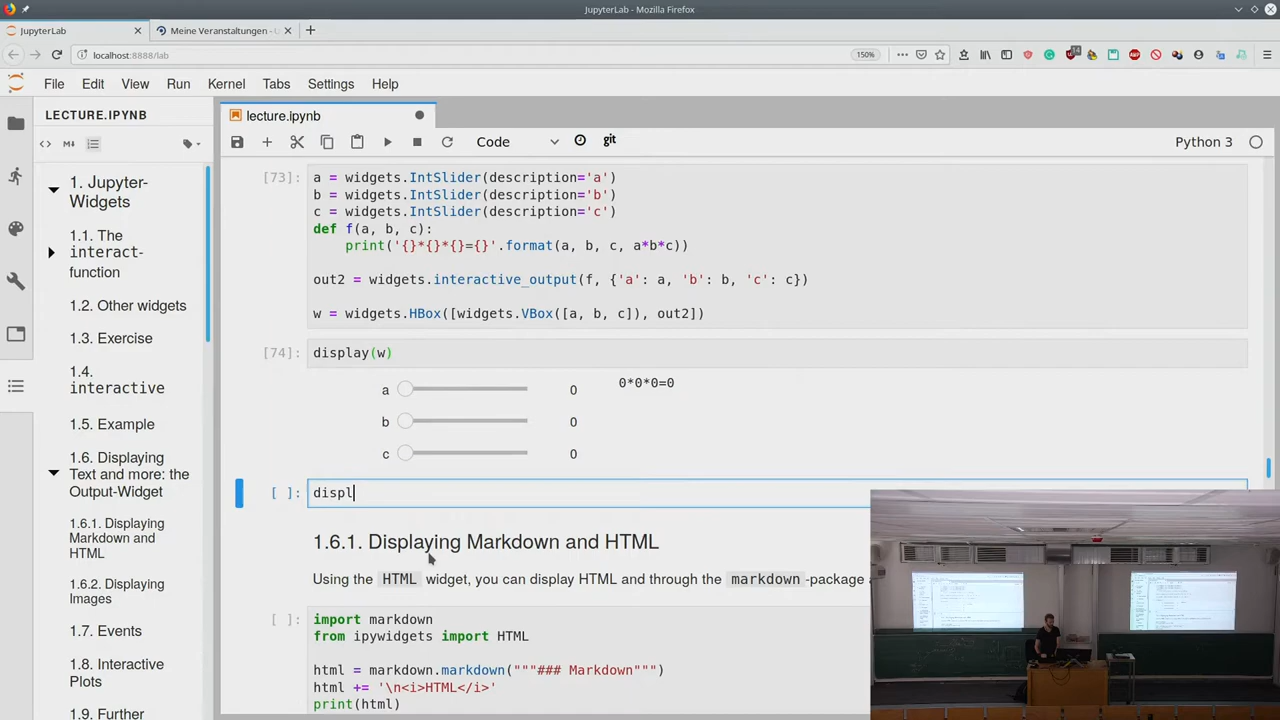 JupyterLab - Mozilla Firefox
JupyterLab
Meine Veranstaltungen -
localhost:8888/lab
150%
File Edit View Run Kernel Tabs Settings Help
LECTURE.IPYNB
lecture.ipynb
Code
git
Python 3
1. Jupyter-
Widgets
1.1. The
interact-
function
1.2. Other widgets
1.3. Exercise
1.4.
interactive
1.5. Example
1.6. Displaying
Text and more: the
Output-Widget
1.6.1. Displaying
Markdown and
HTML
1.6.2. Displaying
Images
1.7. Events
1.8. Interactive
Plots
1.9. Further
[73]:
a = widgets.IntSlider(description='a')
b = widgets.IntSlider(description='b')
c = widgets.IntSlider(description='c')
def f(a, b, c):
print('{}*{}*{}={}'.format(a, b, c, a*b*c))
out2 = widgets.interactive_output(f, {'a': a, 'b': b, 'c': c})
w = widgets.HBox([widgets.VBox([a, b, c]), out2])
[74]: display(w)
a 0 0*0*0=0
b 0
c 0
[ ]: displ
1.6.1. Displaying Markdown and HTML
Using the HTML widget, you can display HTML and through the markdown-package
[ ]:
import markdown
from ipywidgets import HTML
html = markdown.markdown("""### Markdown""")
html += '\n<i>HTML</i>'
print(html)